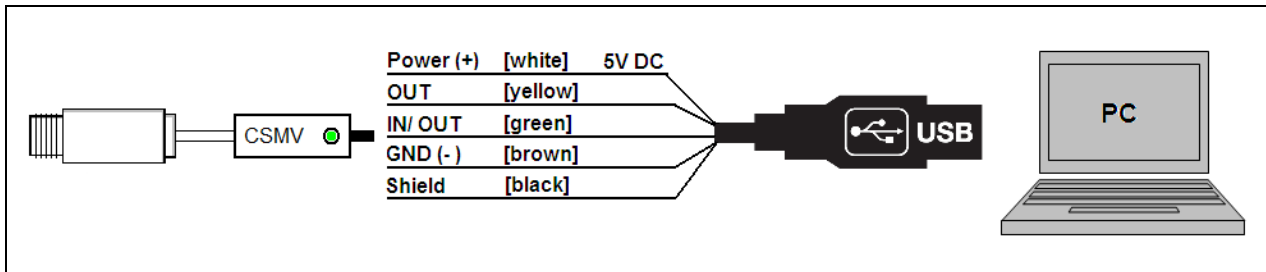 Power (+) [white] 5V DC
OUT [yellow]
IN/ OUT [green]
GND (- ) [brown]
Shield [black]
CSMV
USB
PC